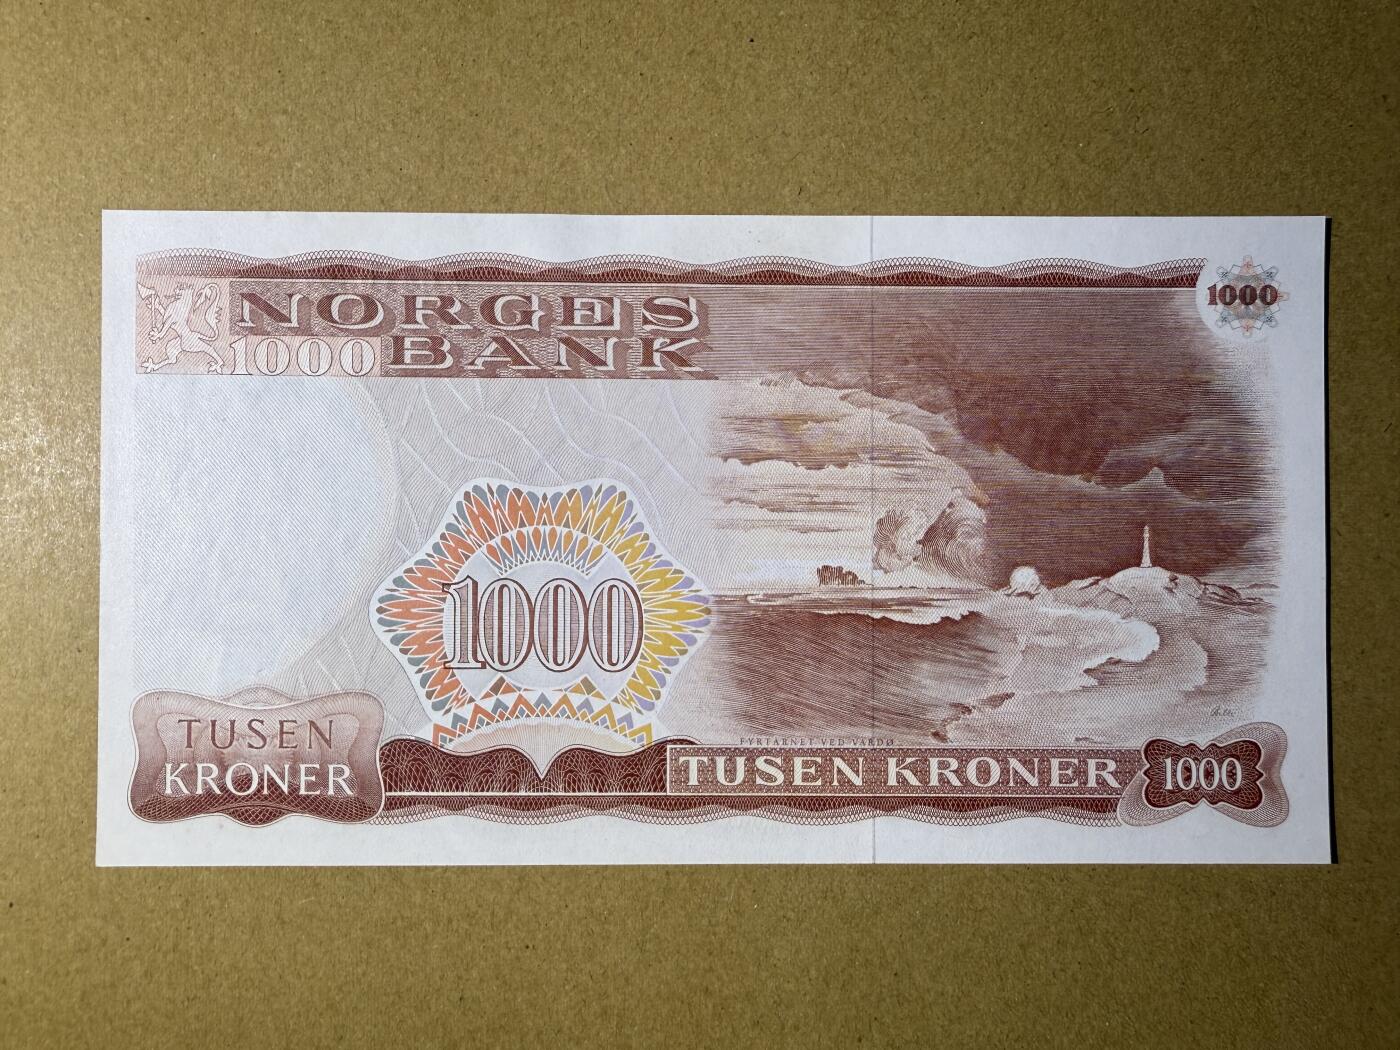 NORGES
1000 BANK
1000
1000
TUSEN
KRONER
FYRTÅRNET VED VARDØ
TUSEN KRONER
1000